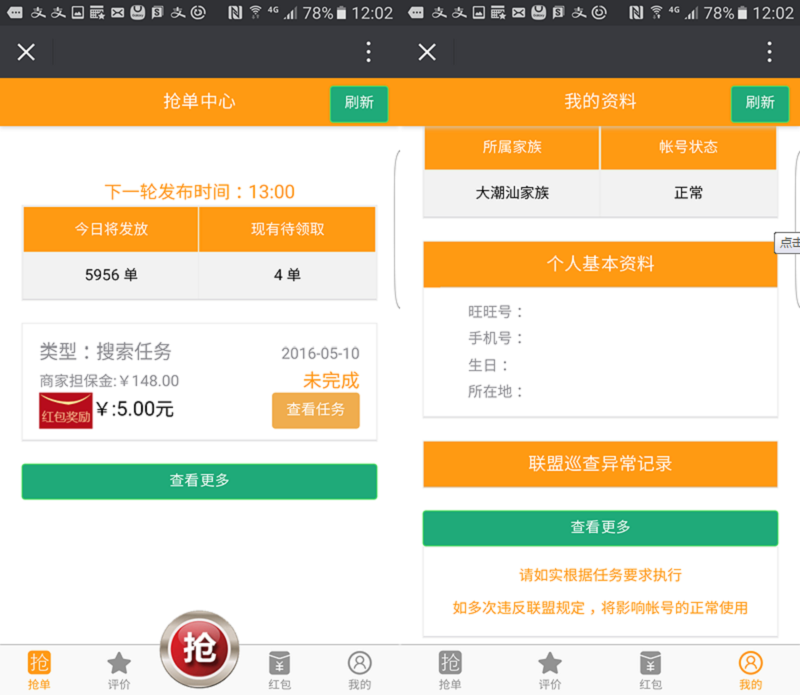 4G 78% 12:02
抢单中心
刷新
下一轮发布时间：13:00
今日将发放 现有待领取
5956 单 4 单
类型：搜索任务 2016-05-10
商家担保金:￥148.00 未完成
红包奖励 ￥:5.00元 查看任务
查看更多
抢
抢 抢单 评价 红包 我的
4G 78% 12:02
我的资料
刷新
所属家族 帐号状态
大潮汕家族 正常
点击
个人基本资料
旺旺号：
手机号：
生日：
所在地：
联盟巡查异常记录
查看更多
请如实根据任务要求执行
如多次违反联盟规定，将影响帐号的正常使用
抢 抢单 评价 红包 我的